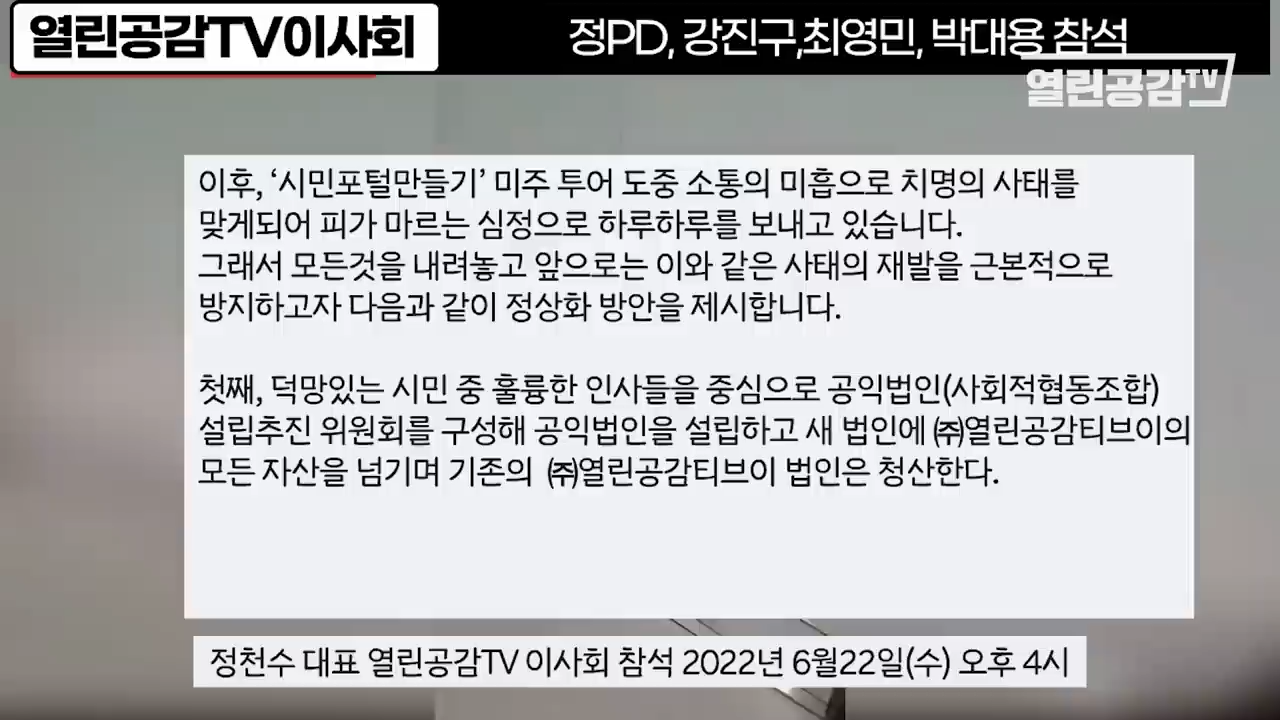 열린공감TV이사회
정PD, 강진구,최영민, 박대용 참석
열린공감TV
이후, ‘시민포털만들기’ 미주 투어 도중 소통의 미흡으로 치명의 사태를
맞게되어 피가 마르는 심정으로 하루하루를 보내고 있습니다.
그래서 모든것을 내려놓고 앞으로는 이와 같은 사태의 재발을 근본적으로
방지하고자 다음과 같이 정상화 방안을 제시합니다.
첫째, 덕망있는 시민 중 훌륭한 인사들을 중심으로 공익법인(사회적협동조합)
설립추진 위원회를 구성해 공익법인을 설립하고 새 법인에 ㈜열린공감티브이의
모든 자산을 넘기며 기존의 ㈜열린공감티브이 법인은 청산한다.
정천수 대표 열린공감TV 이사회 참석 2022년 6월22일(수) 오후 4시